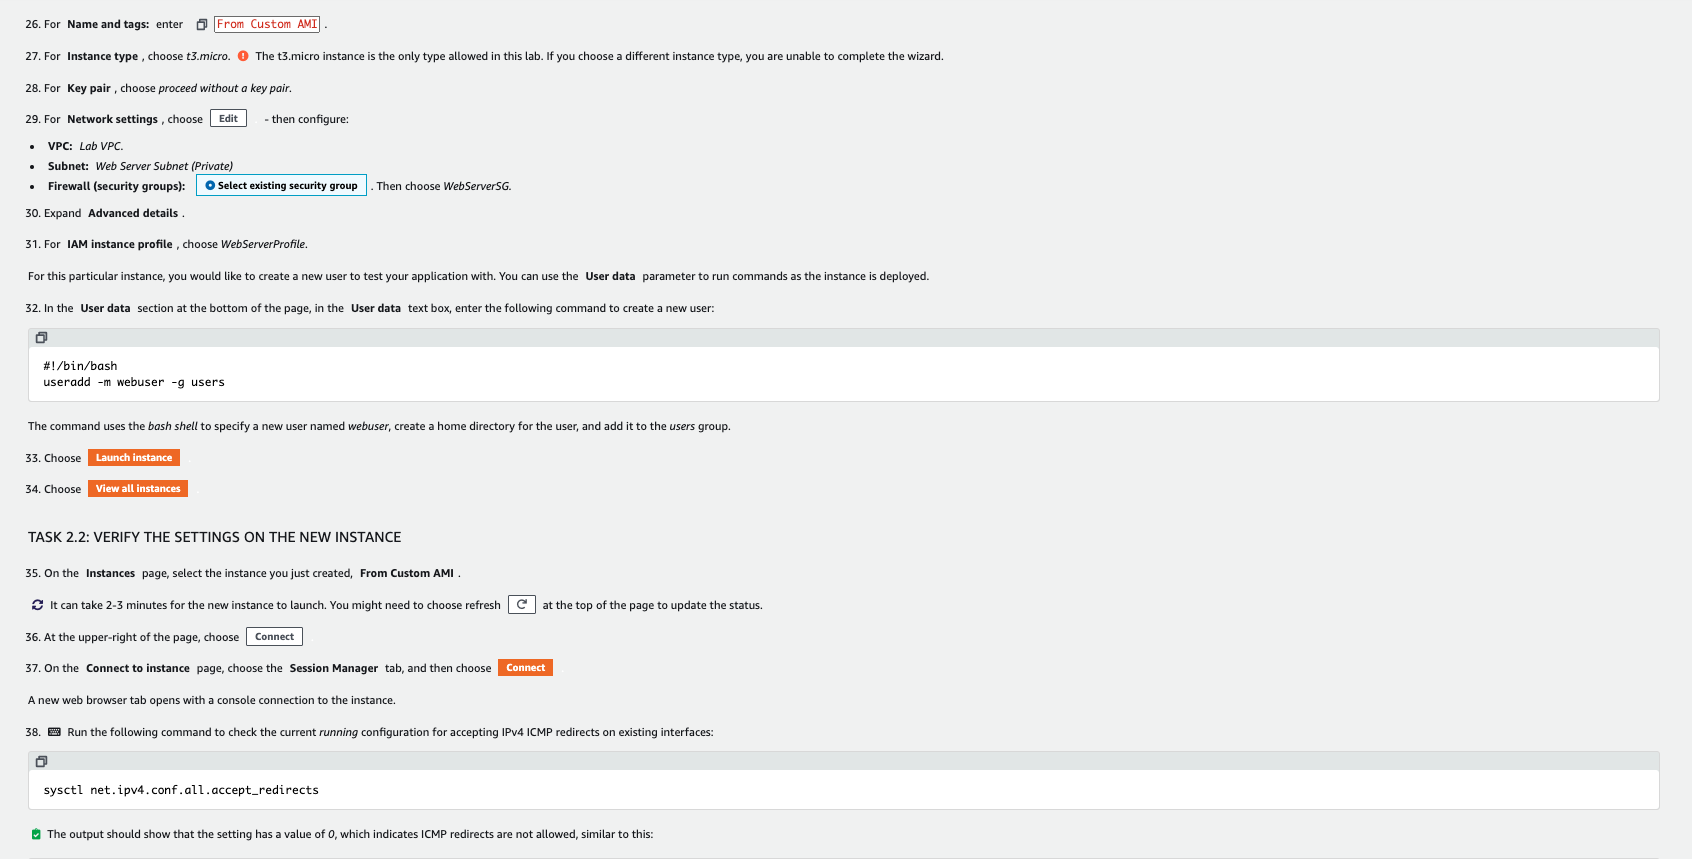 26. For Name and tags: enter From Custom AMI .
27. For Instance type , choose t3.micro. The t3.micro instance is the only type allowed in this lab. If you choose a different instance type, you are unable to complete the wizard.
28. For Key pair , choose proceed without a key pair.
29. For Network settings , choose Edit - then configure:
• VPC: Lab VPC.
• Subnet: Web Server Subnet (Private)
• Firewall (security groups): Select existing security group . Then choose WebServerSG.
30. Expand Advanced details .
31. For IAM instance profile , choose WebServerProfile.
For this particular instance, you would like to create a new user to test your application with. You can use the User data parameter to run commands as the instance is deployed.
32. In the User data section at the bottom of the page, in the User data text box, enter the following command to create a new user:
#!/bin/bash
useradd -m webuser -g users
The command uses the bash shell to specify a new user named webuser, create a home directory for the user, and add it to the users group.
33. Choose Launch instance
34. Choose View all instances
TASK 2.2: VERIFY THE SETTINGS ON THE NEW INSTANCE
35. On the Instances page, select the instance you just created, From Custom AMI .
It can take 2-3 minutes for the new instance to launch. You might need to choose refresh at the top of the page to update the status.
36. At the upper-right of the page, choose Connect
37. On the Connect to instance page, choose the Session Manager tab, and then choose Connect
A new web browser tab opens with a console connection to the instance.
38. Run the following command to check the current running configuration for accepting IPv4 ICMP redirects on existing interfaces:
sysctl net.ipv4.conf.all.accept_redirects
The output should show that the setting has a value of 0, which indicates ICMP redirects are not allowed, similar to this: